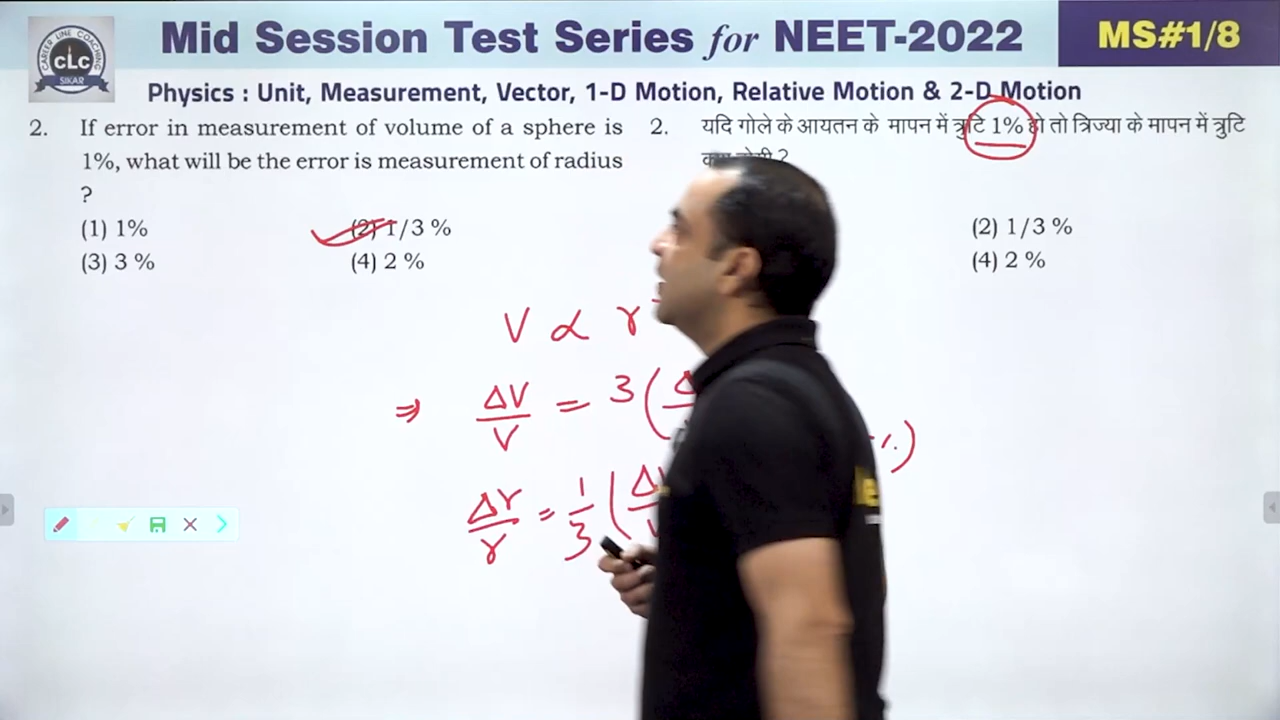 Mid Session Test Series for NEET-2022
MS#1/8
CAREER LINE COACHING
CLC
SIKAR
Physics : Unit, Measurement, Vector, 1-D Motion, Relative Motion & 2-D Motion
2. If error in measurement of volume of a sphere is
1%, what will be the error is measurement of radius
?
(1) 1% (2) 1/3 %
(3) 3 % (4) 2 %
2. यदि गोले के आयतन के मापन में त्रुटि 1% हो तो त्रिज्या के मापन में त्रुटि
(2) 1/3 %
(4) 2 %
V ∝ r
⇒ ΔV/V = 3(Δ
Δr/r = 1/3 (ΔV
%)